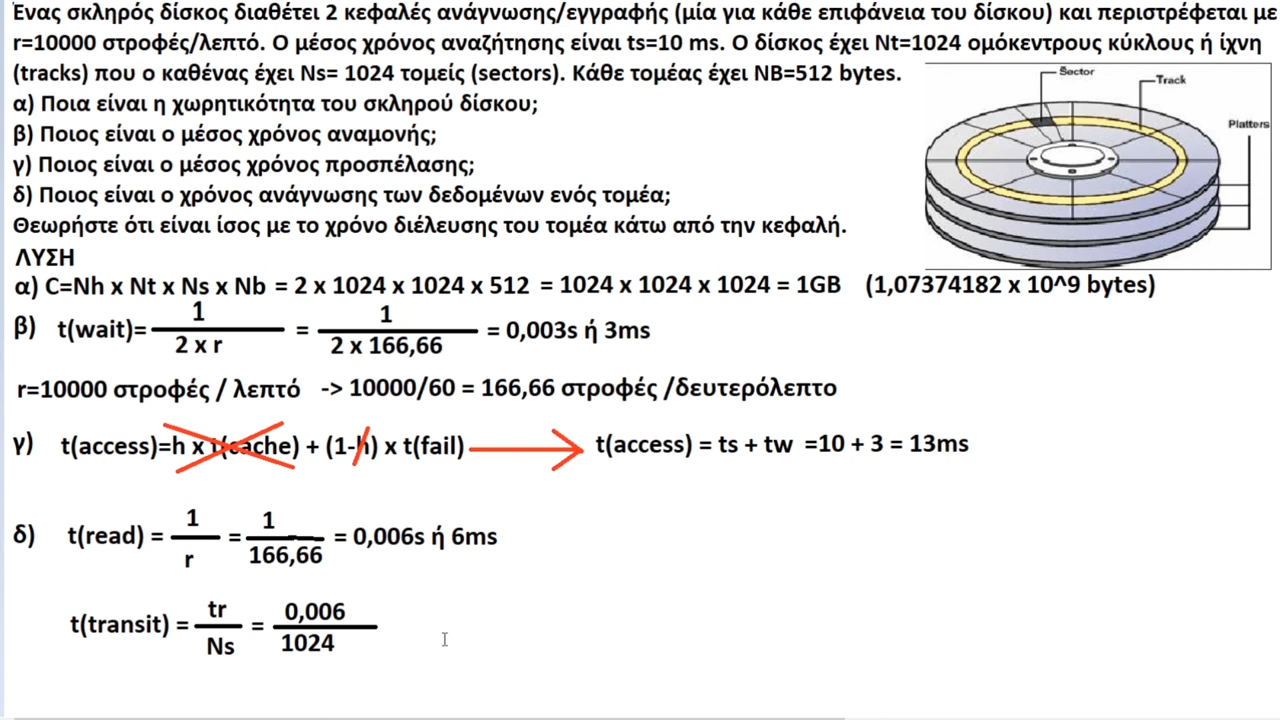 Ένας σκληρός δίσκος διαθέτει 2 κεφαλές ανάγνωσης/εγγραφής (μία για κάθε επιφάνεια του δίσκου) και περιστρέφεται με
r=10000 στροφές/λεπτό. Ο μέσος χρόνος αναζήτησης είναι ts=10 ms. Ο δίσκος έχει Nt=1024 ομόκεντρους κύκλους ή ίχνη
(tracks) που ο καθένας έχει Ns= 1024 τομείς (sectors). Κάθε τομέας έχει NB=512 bytes.
α) Ποια είναι η χωρητικότητα του σκληρού δίσκου;
β) Ποιος είναι ο μέσος χρόνος αναμονής;
γ) Ποιος είναι ο μέσος χρόνος προσπέλασης;
δ) Ποιος είναι ο χρόνος ανάγνωσης των δεδομένων ενός τομέα;
Θεωρήστε ότι είναι ίσος με το χρόνο διέλευσης του τομέα κάτω από την κεφαλή.
Sector
Track
Platters
ΛΥΣΗ
α) C=Nh x Nt x Ns x Nb = 2 x 1024 x 1024 x 512 = 1024 x 1024 x 1024 = 1GB (1,07374182 x 10^9 bytes)
β) t(wait)= 1 / 2 x r = 1 / 2 x 166,66 = 0,003s ή 3ms
r=10000 στροφές / λεπτό -> 10000/60 = 166,66 στροφές /δευτερόλεπτο
γ) t(access)=h x t(cache) + (1-h) x t(fail) t(access) = ts + tw =10 + 3 = 13ms
δ) t(read) = 1 / r = 1 / 166,66 = 0,006s ή 6ms
t(transit) = tr / Ns = 0,006 / 1024